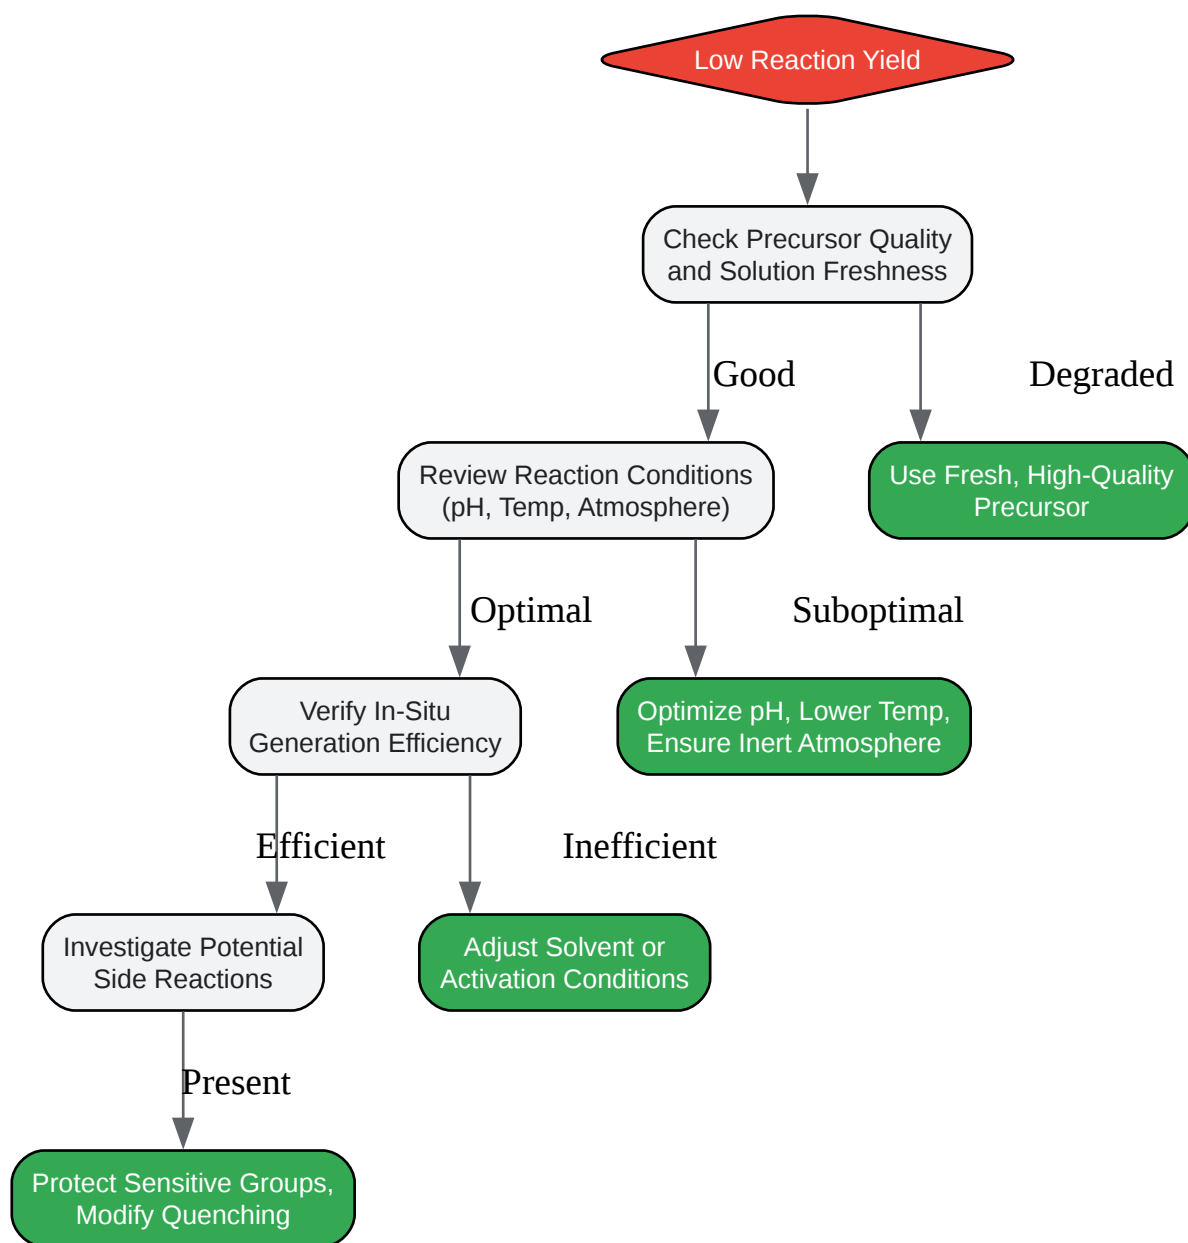 Low Reaction Yield
Check Precursor Quality
and Solution Freshness
Good
Degraded
Review Reaction Conditions
(pH, Temp, Atmosphere)
Use Fresh, High-Quality
Precursor
Optimal
Suboptimal
Verify In-Situ
Generation Efficiency
Optimize pH, Lower Temp,
Ensure Inert Atmosphere
Efficient
Inefficient
Investigate Potential
Side Reactions
Adjust Solvent or
Activation Conditions
Present
Protect Sensitive Groups,
Modify Quenching